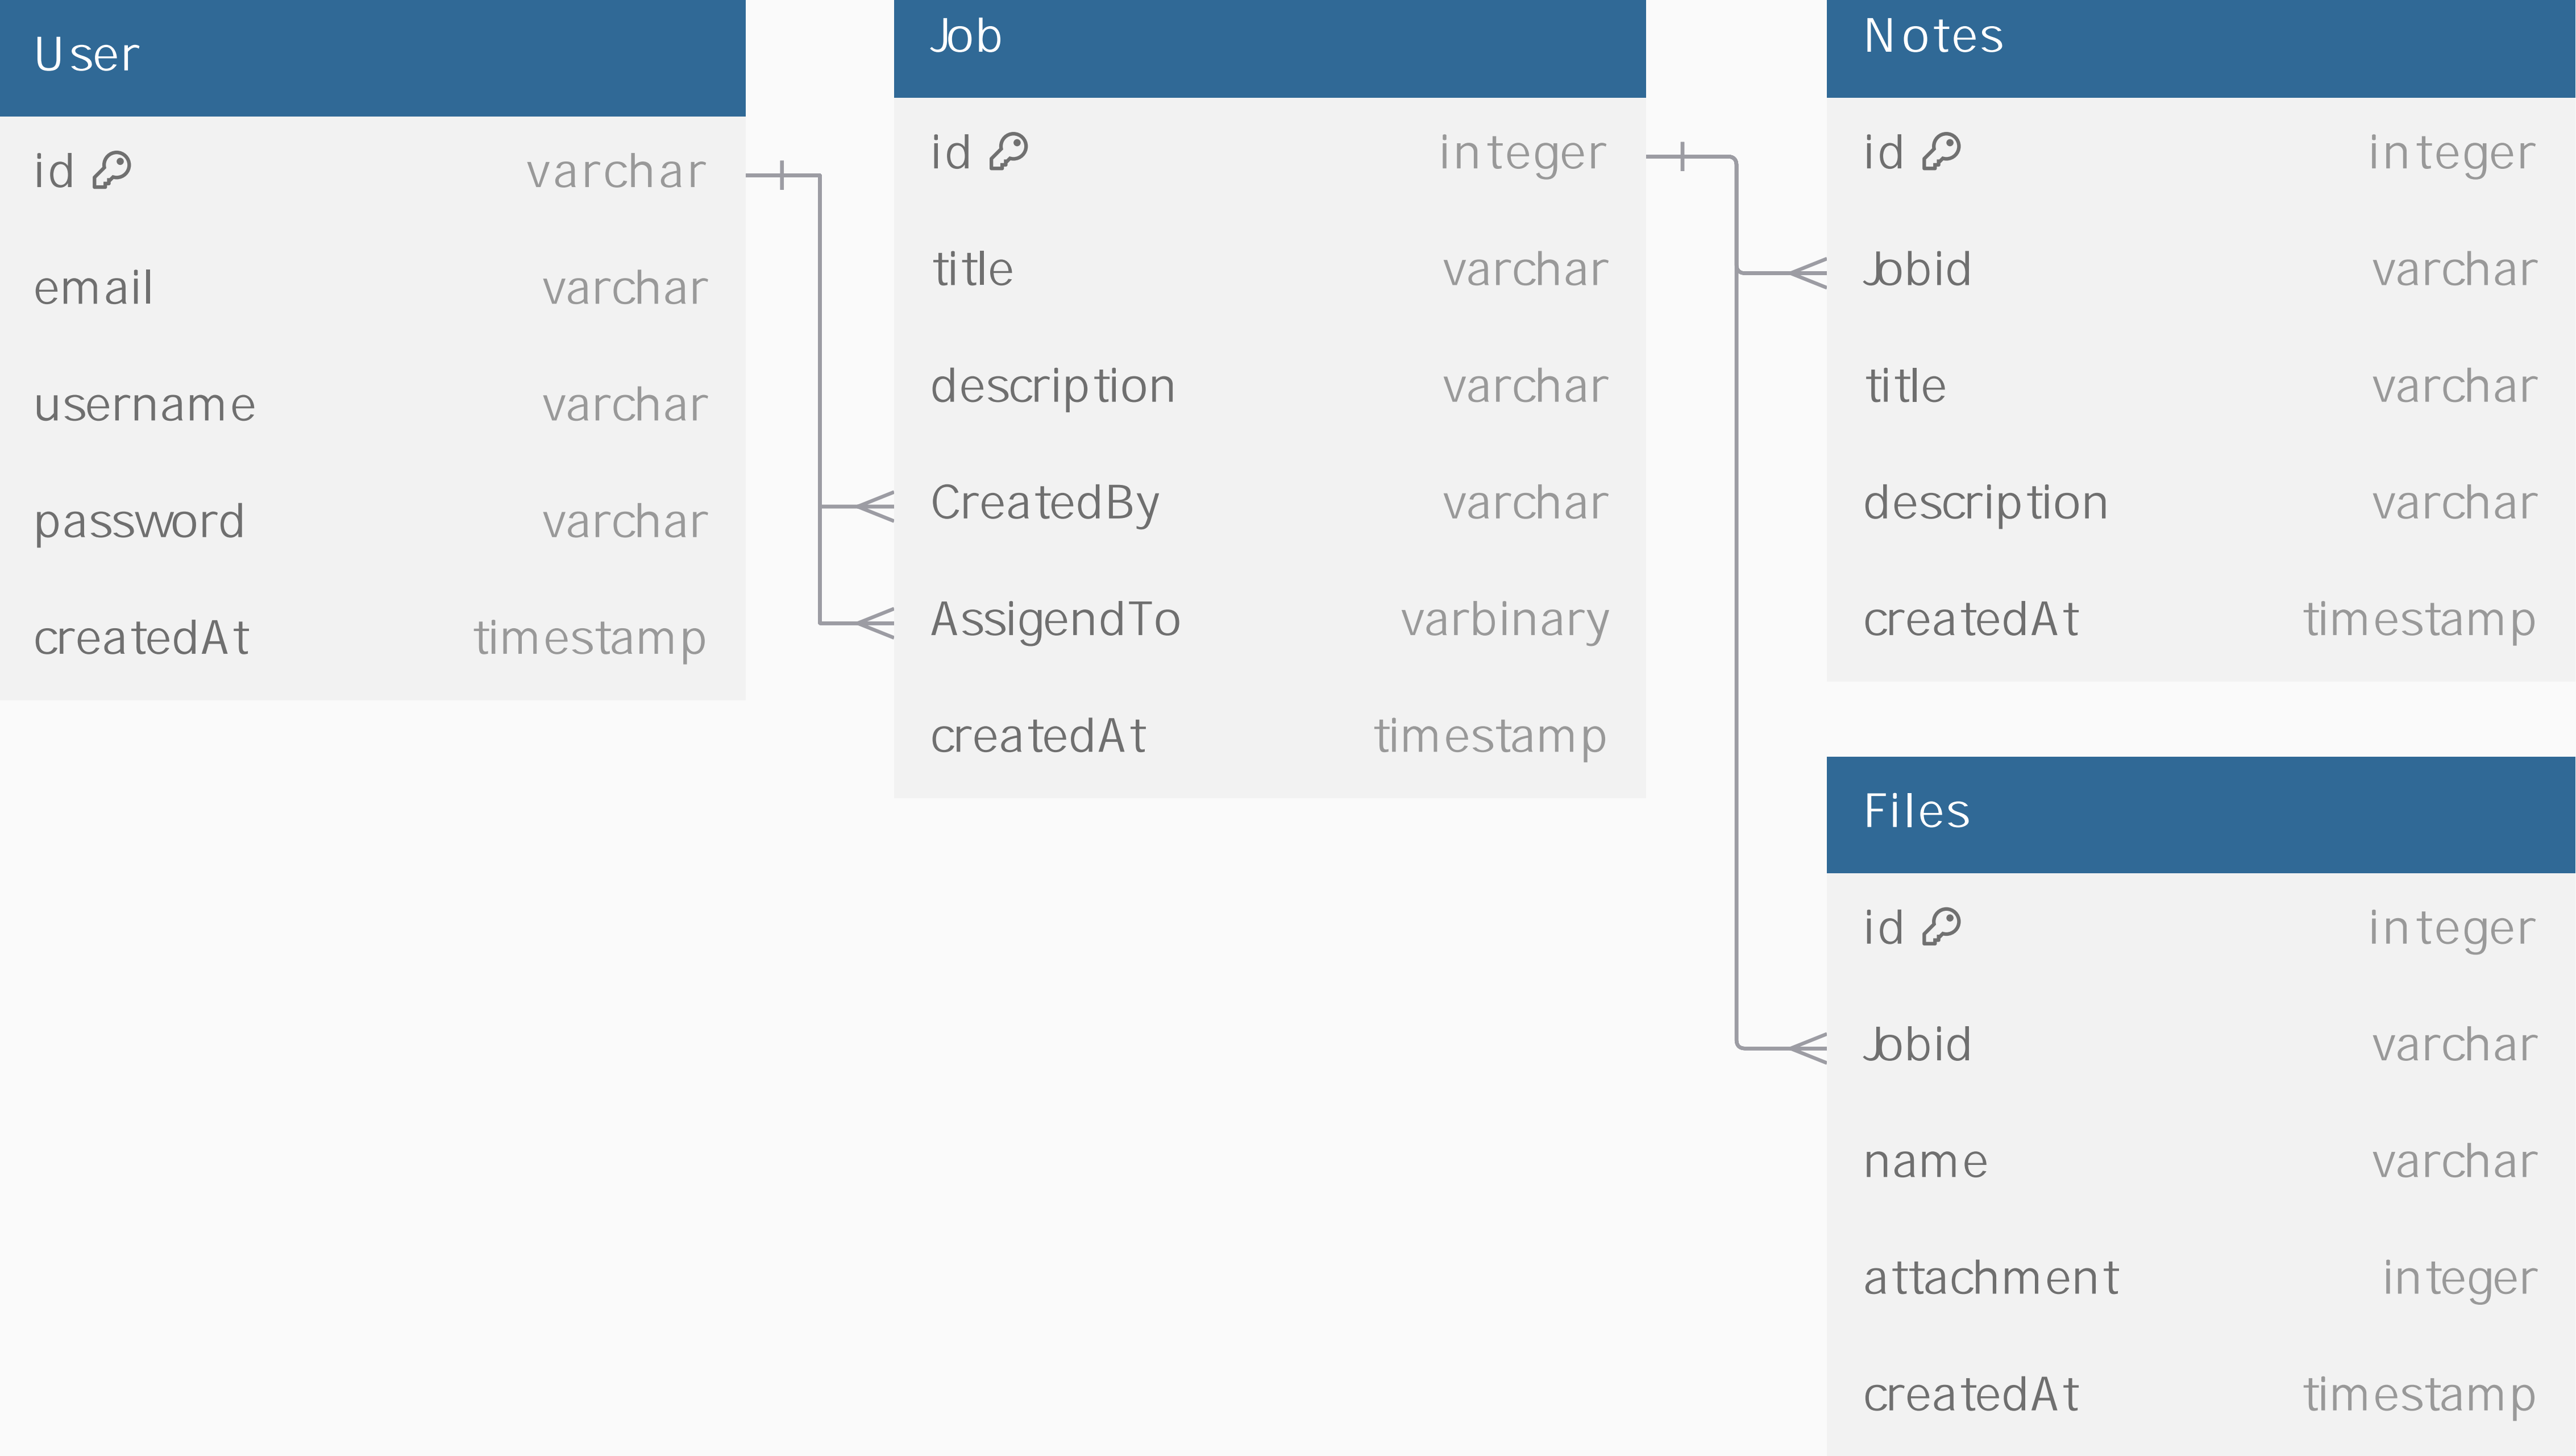 User
id varchar
email varchar
username varchar
password varchar
createdAt timestamp
Job
id integer
title varchar
description varchar
CreatedBy varchar
AssigendTo varbinary
createdAt timestamp
Notes
id integer
Jobid varchar
title varchar
description varchar
createdAt timestamp
Files
id integer
Jobid varchar
name varchar
attachment integer
createdAt timestamp